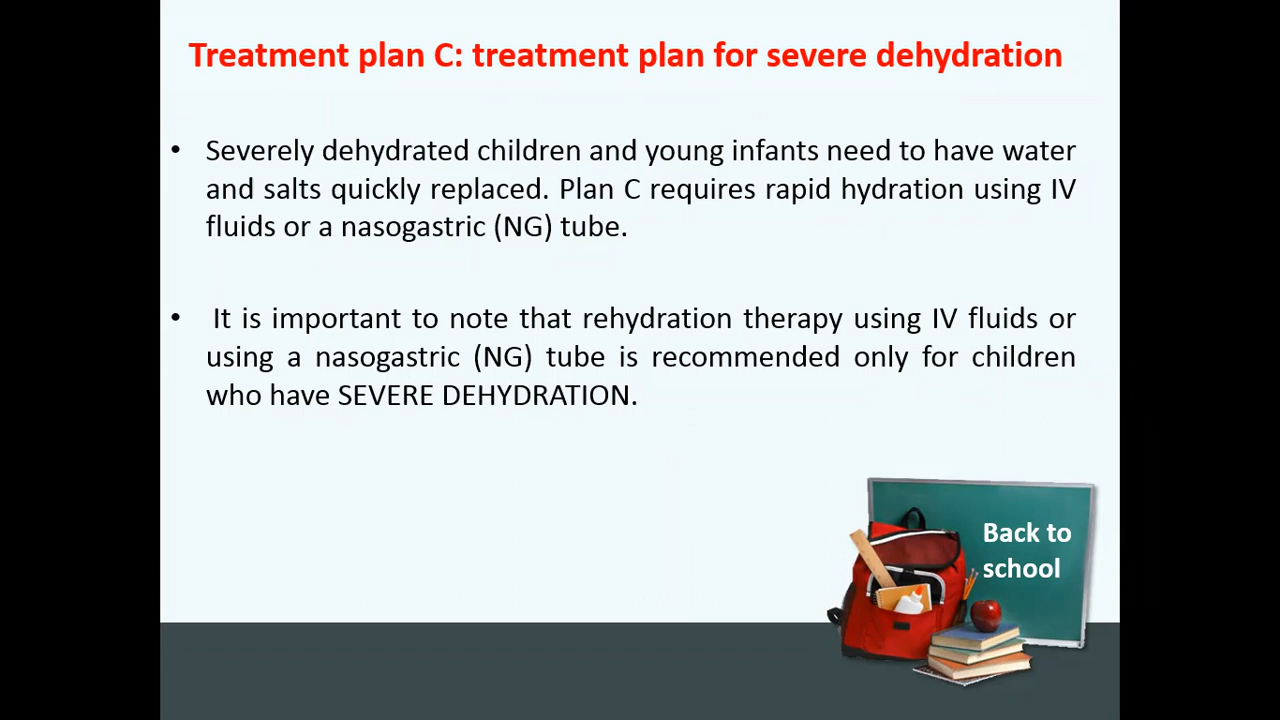 Treatment plan C: treatment plan for severe dehydration
• Severely dehydrated children and young infants need to have water
and salts quickly replaced. Plan C requires rapid hydration using IV
fluids or a nasogastric (NG) tube.
• It is important to note that rehydration therapy using IV fluids or
using a nasogastric (NG) tube is recommended only for children
who have SEVERE DEHYDRATION.
Back to
school